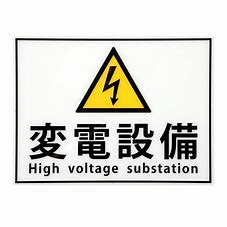 変電設備
High voltage substation